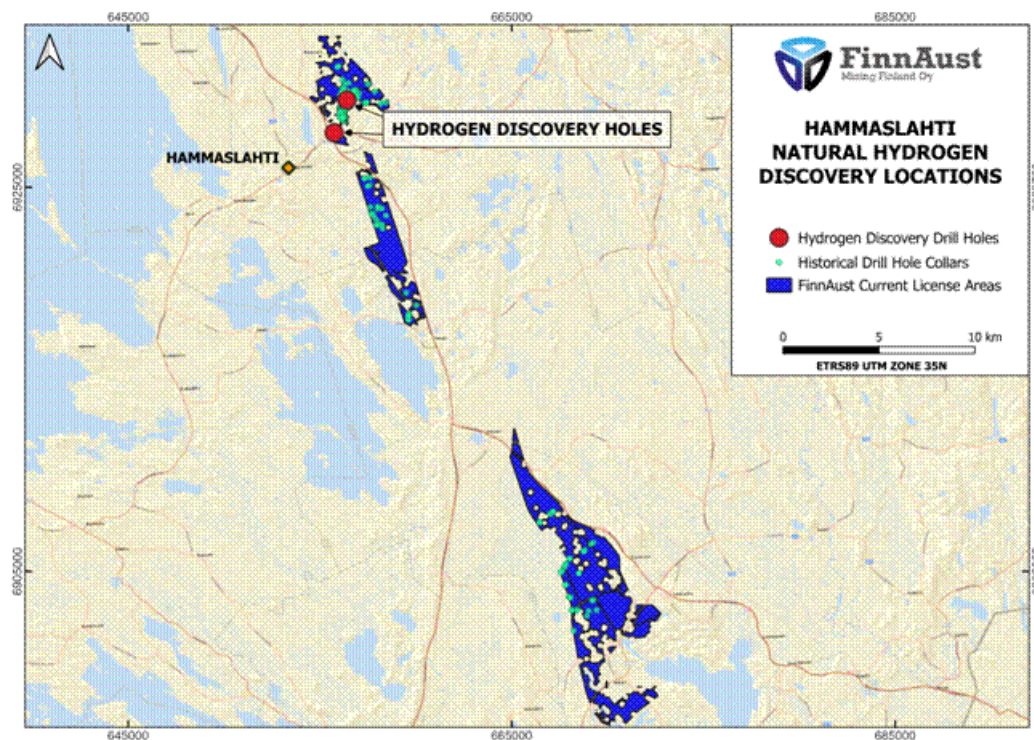 645000 665000 685000
FinnAust
Mining Finland Oy
HAMMASLAHTI
NATURAL HYDROGEN
DISCOVERY LOCATIONS
Hydrogen Discovery Drill Holes
Historical Drill Hole Collars
FinnAust Current License Areas
0 5 10 km
ETRS89 UTM ZONE 35N
HYDROGEN DISCOVERY HOLES
HAMMASLAHTI
6925000
6905000
645000 665000 685000